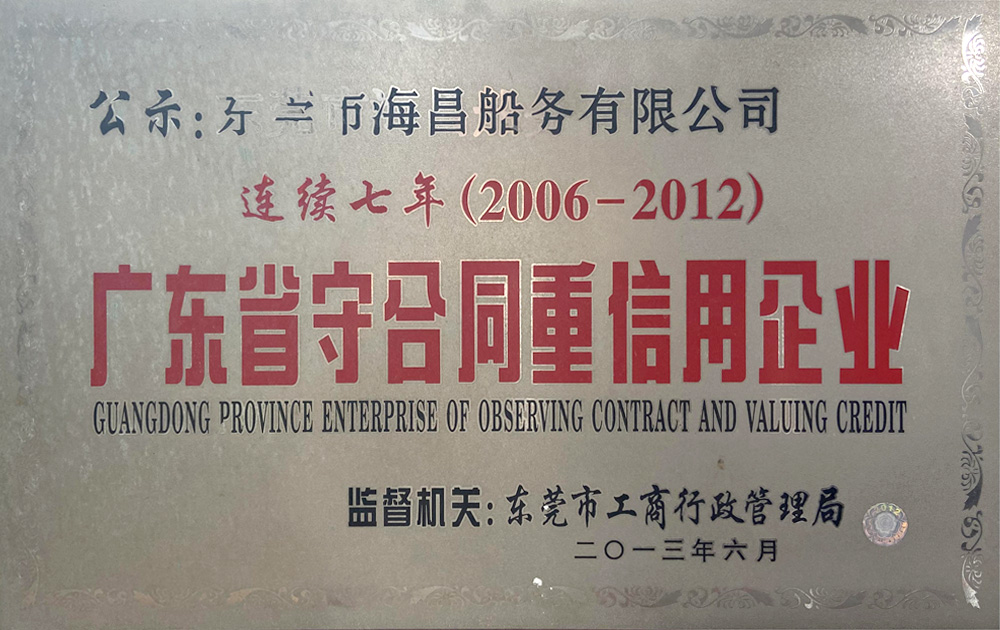 公示:东莞市海昌船务有限公司
连续七年(2006-2012)
广东省守合同重信用企业
GUANGDONG PROVINCE ENTERPRISE OF OBSERVING CONTRACT AND VALUING CREDIT
监督机关:东莞市工商行政管理局
二〇一三年六月